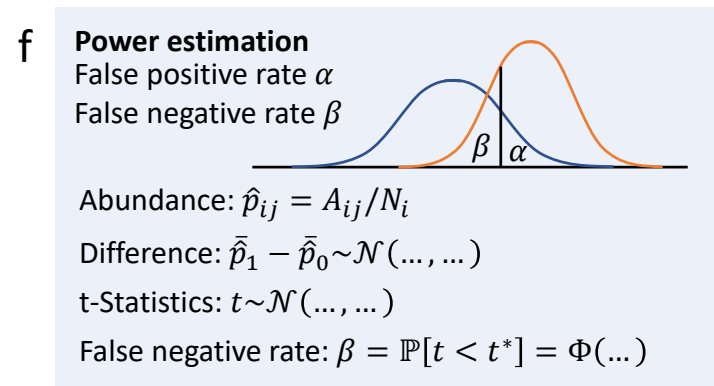 f
Power estimation
False positive rate α
False negative rate β
β α
Abundance: p̂ᵢⱼ = Aᵢⱼ/Nᵢ
Difference: p̂̄₁ − p̂̄₀~𝒩(…, …)
t-Statistics: t~𝒩(…, …)
False negative rate: β = ℙ[t < t*] = Φ(…)